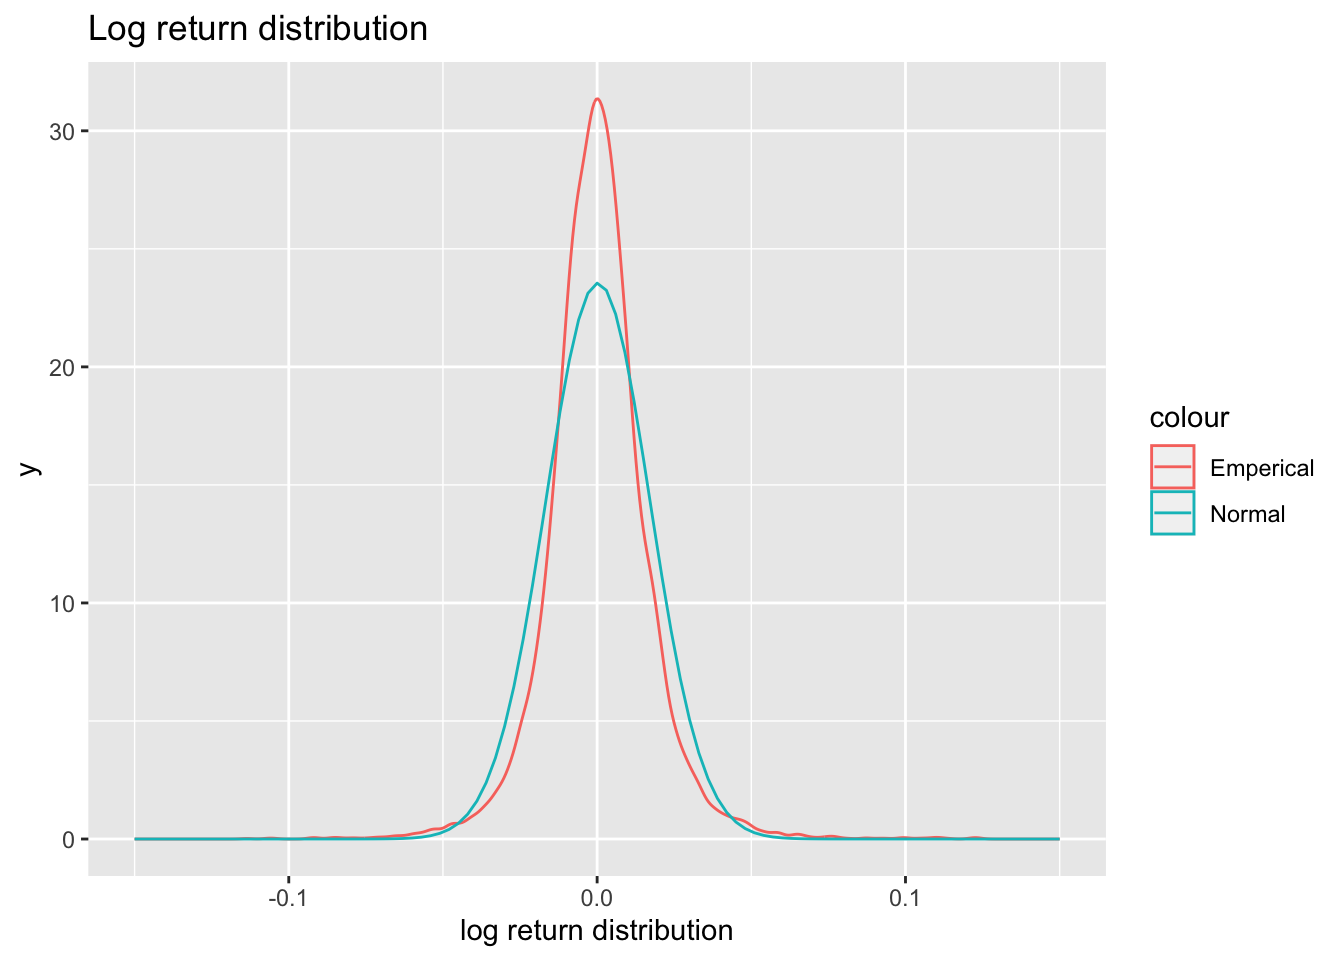 Log return distribution
30
20
10
0
y
-0.1
0.0
0.1
log return distribution
colour
Emperical
Normal